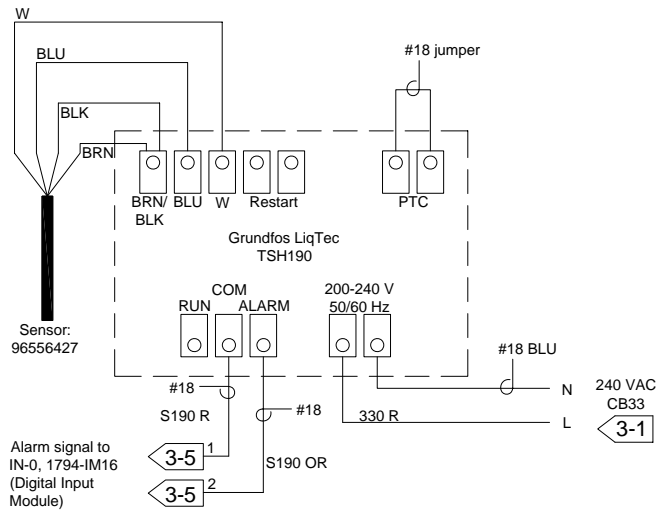 W
BLU
BLK
BRN
#18 jumper
BRN/
BLK
BLU
W
Restart
PTC
Grundfos LiqTec
TSH190
COM
RUN
ALARM
200-240 V
50/60 Hz
Sensor:
96556427
#18
#18
S190 R
330 R
#18 BLU
N
L
240 VAC
CB33
3-1
Alarm signal to
IN-0, 1794-IM16
(Digital Input
Module)
3-5
1
S190 OR
3-5
2